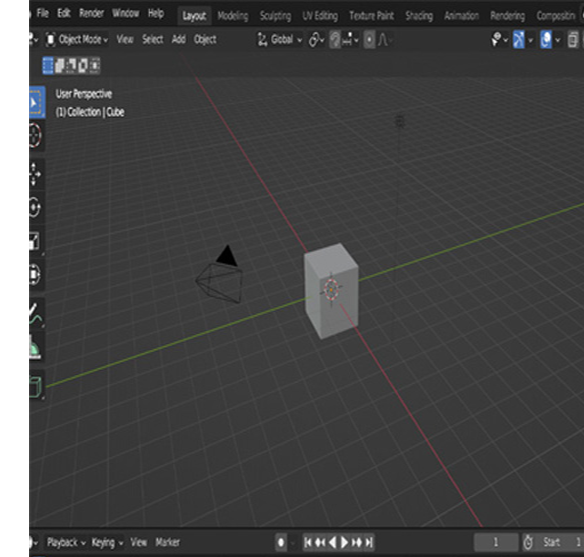 File Edit Render Window Help Layout Modeling Sculpting UV Editing Texture Paint Shading Animation Rendering Compositin
Object Mode View Select Add Object Global
User Perspective
(1) Collection | Cube
Playback Keying View Marker 1 Start 1